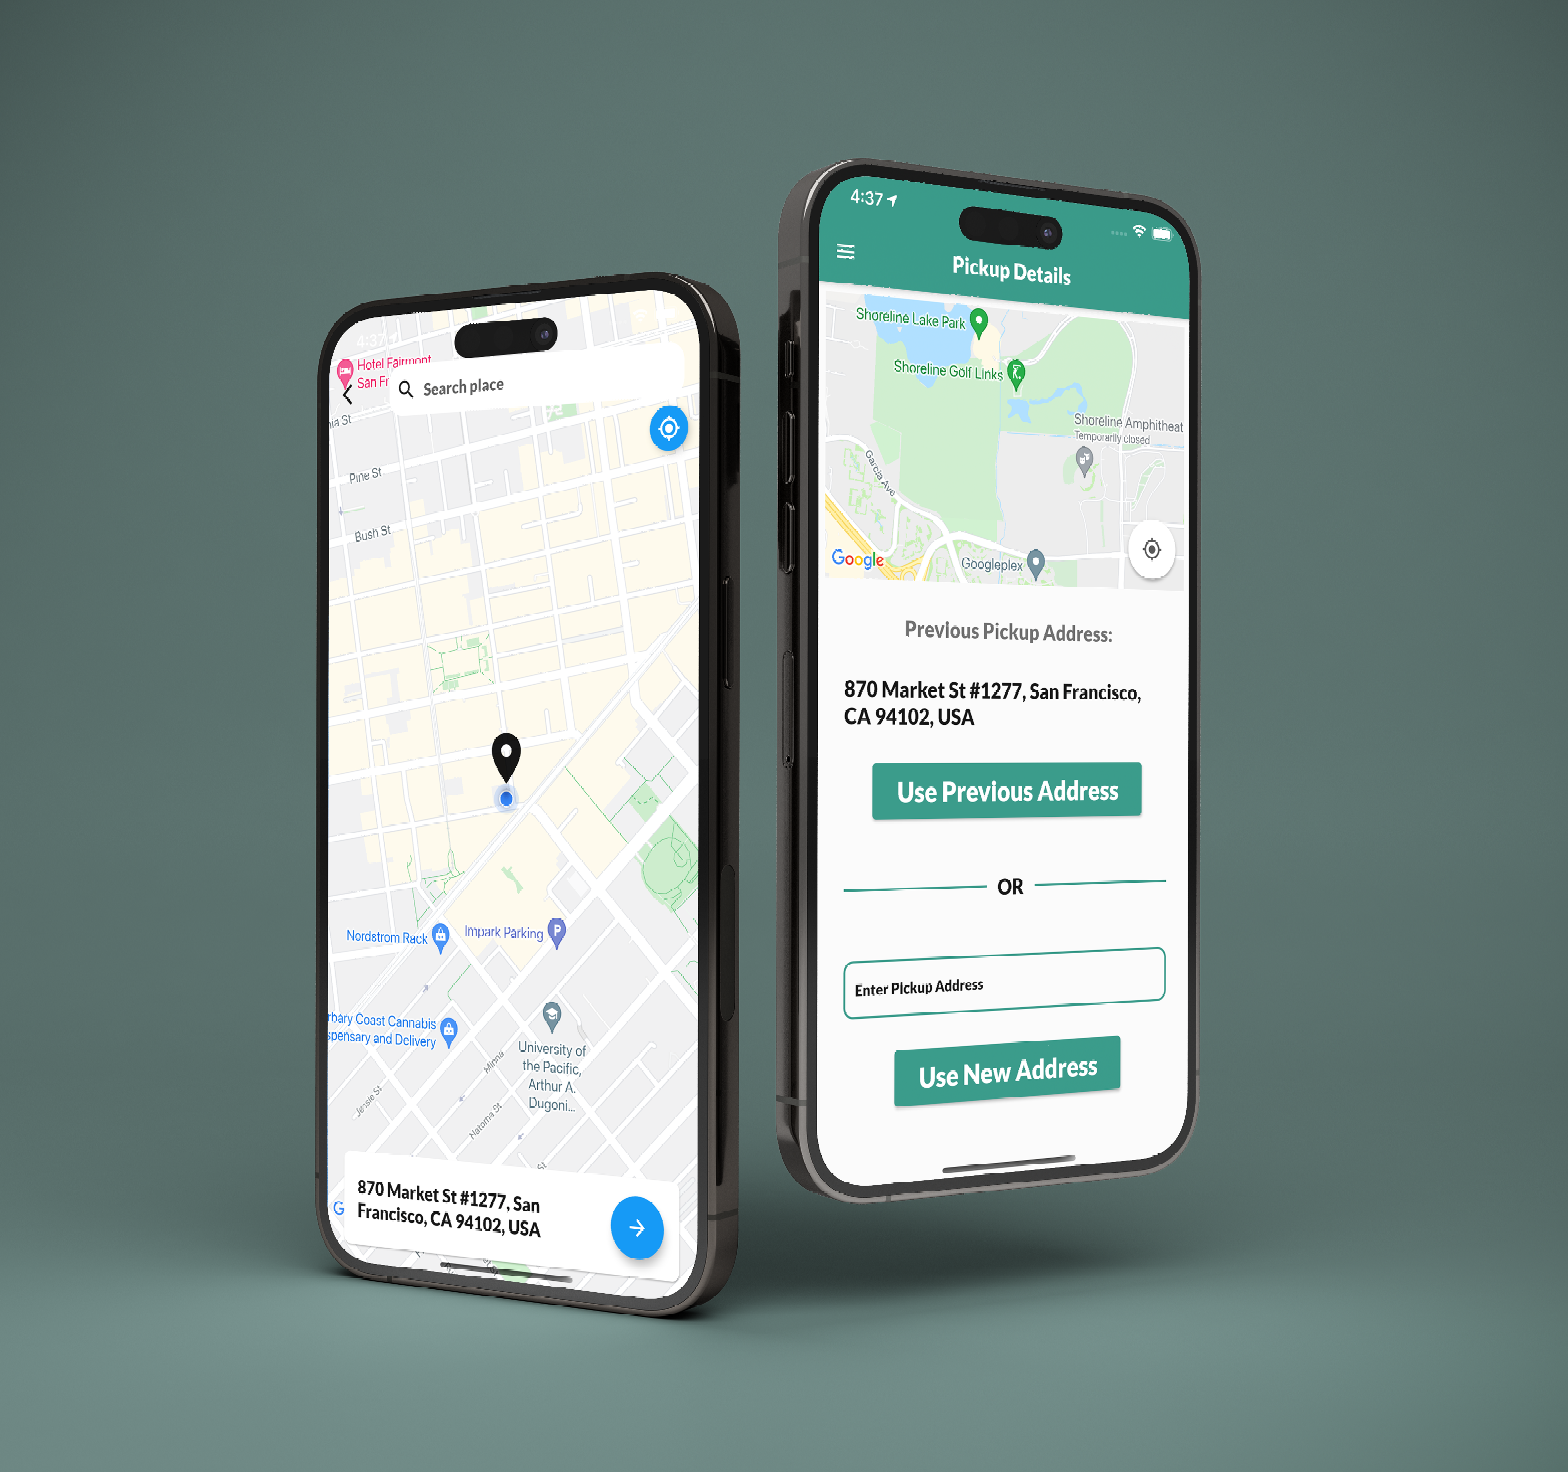 4:37
Hotel Fairmont
San Fr
Search place
nia St
Pine St
Bush St
Nordstrom Rack
Impark Parking
rbary Coast Cannabis
spensary and Delivery
University of
the Pacific,
Arthur A.
Dugoni...
Minna
Jessie St
Natoma St
St
870 Market St #1277, San
Francisco, CA 94102, USA
G
4:37
Pickup Details
Shoreline Lake Park
Shoreline Golf Links
Shoreline Amphitheat
Temporarily closed
Garcia Ave
Google
Googleplex
Previous Pickup Address:
870 Market St #1277, San Francisco,
CA 94102, USA
Use Previous Address
OR
Enter Pickup Address
Use New Address